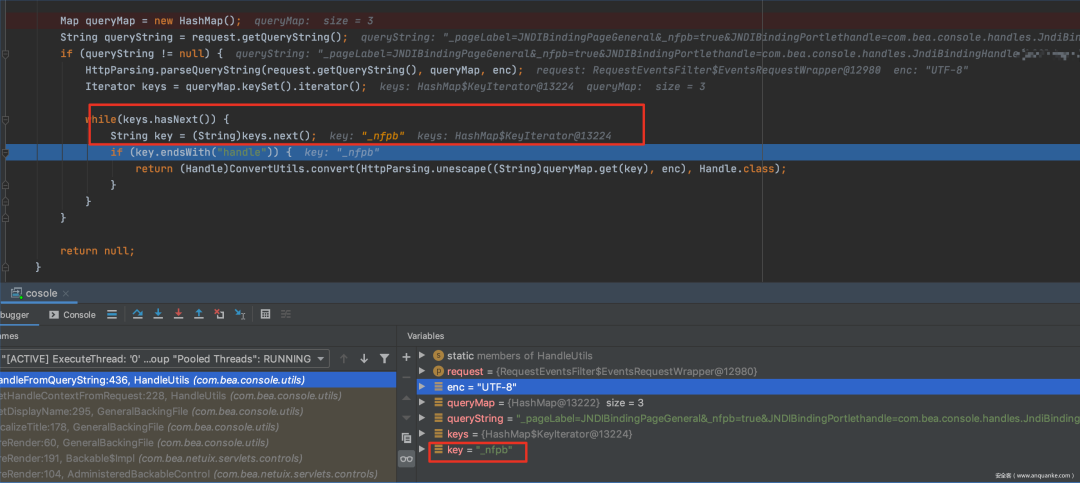 Map queryMap = new HashMap(); queryMap: size = 3
String queryString = request.getQueryString(); queryString: "_pageLabel=JNDIBindingPageGeneral&_nfpb=true&JNDIBindingPortlethandle=com.bea.console.handles.JndiBin
if (queryString != null) { queryString: "_pageLabel=JNDIBindingPageGeneral&_nfpb=true&JNDIBindingPortlethandle=com.bea.console.handles.JndiBindingHandle
HttpParsing.parseQueryString(request.getQueryString(), queryMap, enc); request: RequestEventsFilter$EventsRequestWrapper@12980 enc: "UTF-8"
Iterator keys = queryMap.keySet().iterator(); keys: HashMap$KeyIterator@13224 queryMap: size = 3
while(keys.hasNext()) {
String key = (String)keys.next(); key: "_nfpb" keys: HashMap$KeyIterator@13224
if (key.endsWith("handle")) { key: "_nfpb"
return (Handle)ConvertUtils.convert(HttpParsing.unescape((String)queryMap.get(key), enc), Handle.class);
}
}
}
return null;
}
cosole ×
bugger Console
mes Variables
"[ACTIVE] ExecuteThread: '0' ...oup "Pooled Threads": RUNNING
andleFromQueryString:436, HandleUtils (com.bea.console.utils)
etHandleContextFromRequest:228, HandleUtils (com.bea.console.utils)
etDisplayName:295, GeneralBackingFile (com.bea.console.utils)
calizeTitle:178, GeneralBackingFile (com.bea.console.utils)
eRender:60, GeneralBackingFile (com.bea.console.utils)
eRender:191, Backable$Impl (com.bea.netuix.servlets.controls)
eRender:104, AdministeredBackableControl (com.bea.netuix.servlets.controls)
static members of HandleUtils
request = {RequestEventsFilter$EventsRequestWrapper@12980}
enc = "UTF-8"
queryMap = {HashMap@13222} size = 3
queryString = "_pageLabel=JNDIBindingPageGeneral&_nfpb=true&JNDIBindingPortlethandle=com.bea.console.handles.JndiBinding
keys = {HashMap$KeyIterator@13224}
key = "_nfpb"
安全客 ( www.anquanke.com )